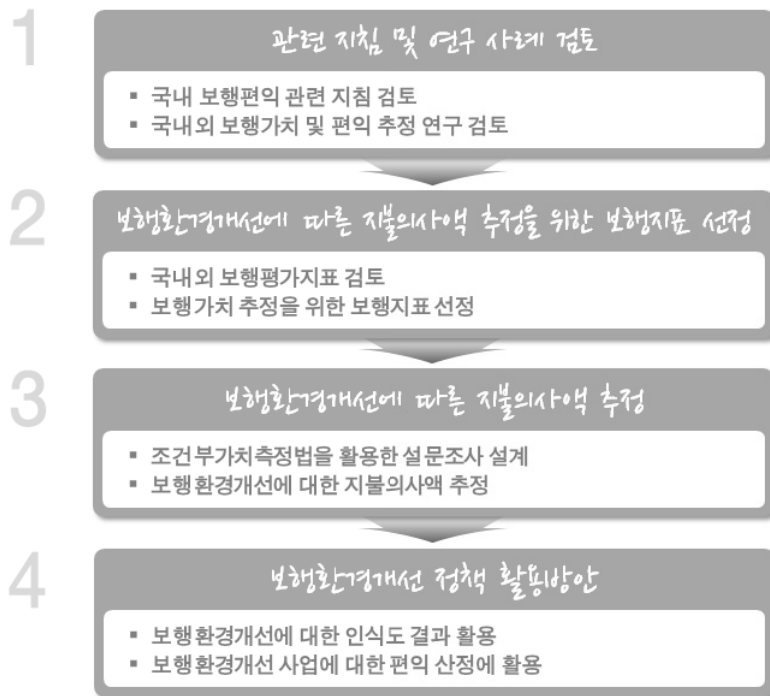 1
관련 지침 및 연구 사례 검토
▪ 국내 보행편익 관련 지침 검토
▪ 국내외 보행가치 및 편익 추정 연구 검토
2
보행환경개선에 따른 지불의사액 추정을 위한 보행지표 선정
▪ 국내외 보행평가지표 검토
▪ 보행가치 추정을 위한 보행지표 선정
3
보행환경개선에 따른 지불의사액 추정
▪ 조건부가치측정법을 활용한 설문조사 설계
▪ 보행환경개선에 대한 지불의사액 추정
4
보행환경개선 정책 활용방안
▪ 보행환경개선에 대한 인식도 결과 활용
▪ 보행환경개선 사업에 대한 편익 산정에 활용